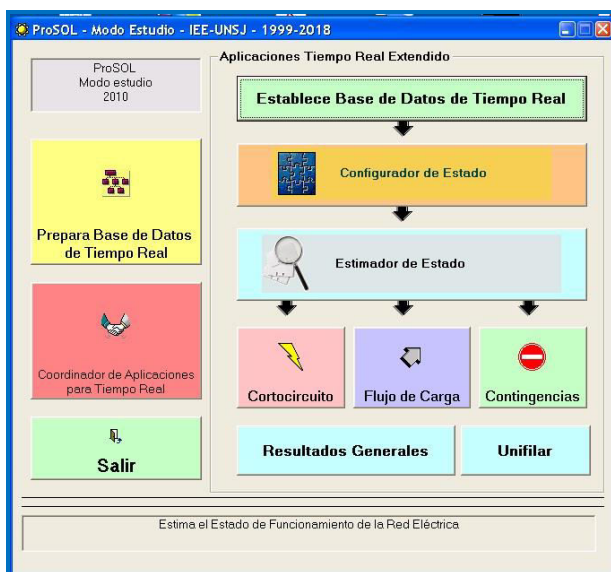 ProSOL - Modo Estudio - IEE-UNSJ - 1999-2018
ProSOL
Modo estudio
2010
Aplicaciones Tiempo Real Extendido
Establece Base de Datos de Tiempo Real
Prepara Base de Datos
de Tiempo Real
Configurador de Estado
Estimador de Estado
Coordinador de Aplicaciones
para Tiempo Real
Cortocircuito
Flujo de Carga
Contingencias
Salir
Resultados Generales
Unifilar
Estima el Estado de Funcionamiento de la Red Eléctrica